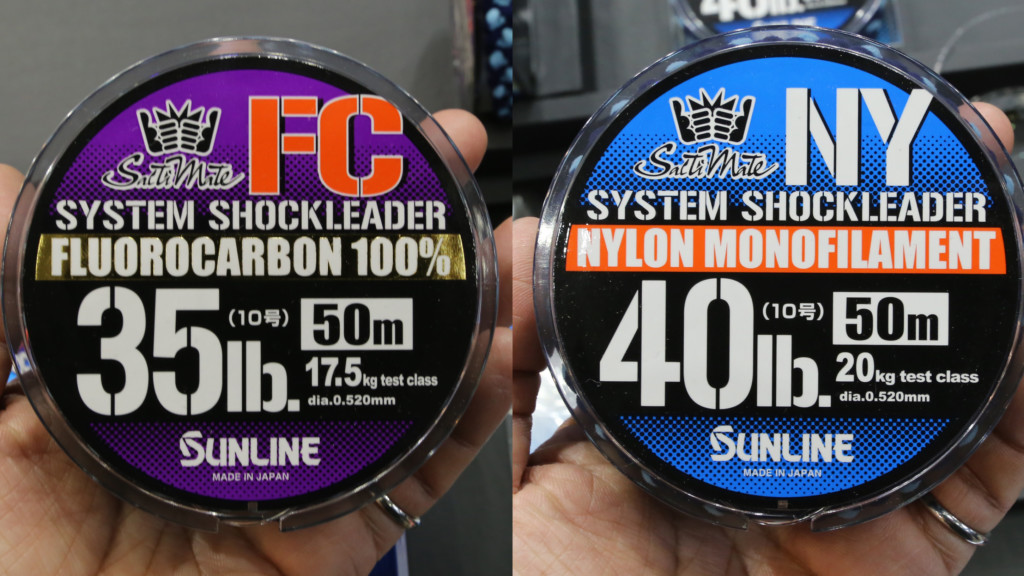 SaltiMate FC
SYSTEM SHOCKLEADER
FLUOROCARBON 100%
35lb.
(10号)
50m
17.5kg test class
dia.0.520mm
SUNLINE
MADE IN JAPAN
40lb.
SaltiMate NY
SYSTEM SHOCKLEADER
NYLON MONOFILAMENT
40lb.
(10号)
50m
20kg test class
dia.0.520mm
SUNLINE
MADE IN JAPAN